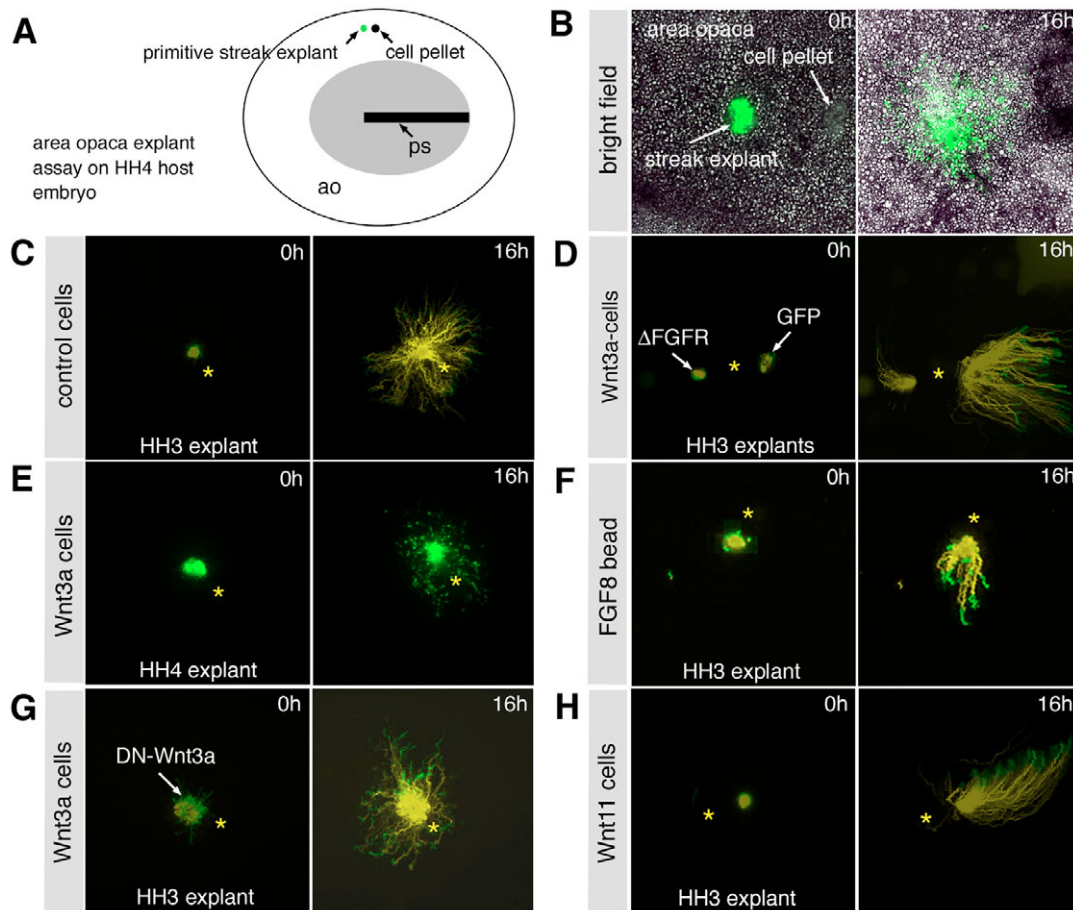 A
primitive streak explant
cell pellet
ps
ao
area opaca explant
assay on HH4 host
embryo
B
bright field
area opaca
0h
cell pellet
streak explant
16h
C
control cells
0h
*
HH3 explant
16h
*
D
Wnt3a-cells
0h
GFP
ΔFGFR
*
HH3 explants
16h
*
E
Wnt3a cells
0h
*
HH4 explant
16h
*
F
FGF8 bead
0h
*
HH3 explant
16h
*
G
Wnt3a cells
0h
DN-Wnt3a
*
HH3 explant
16h
*
H
Wnt11 cells
0h
*
HH3 explant
16h
*